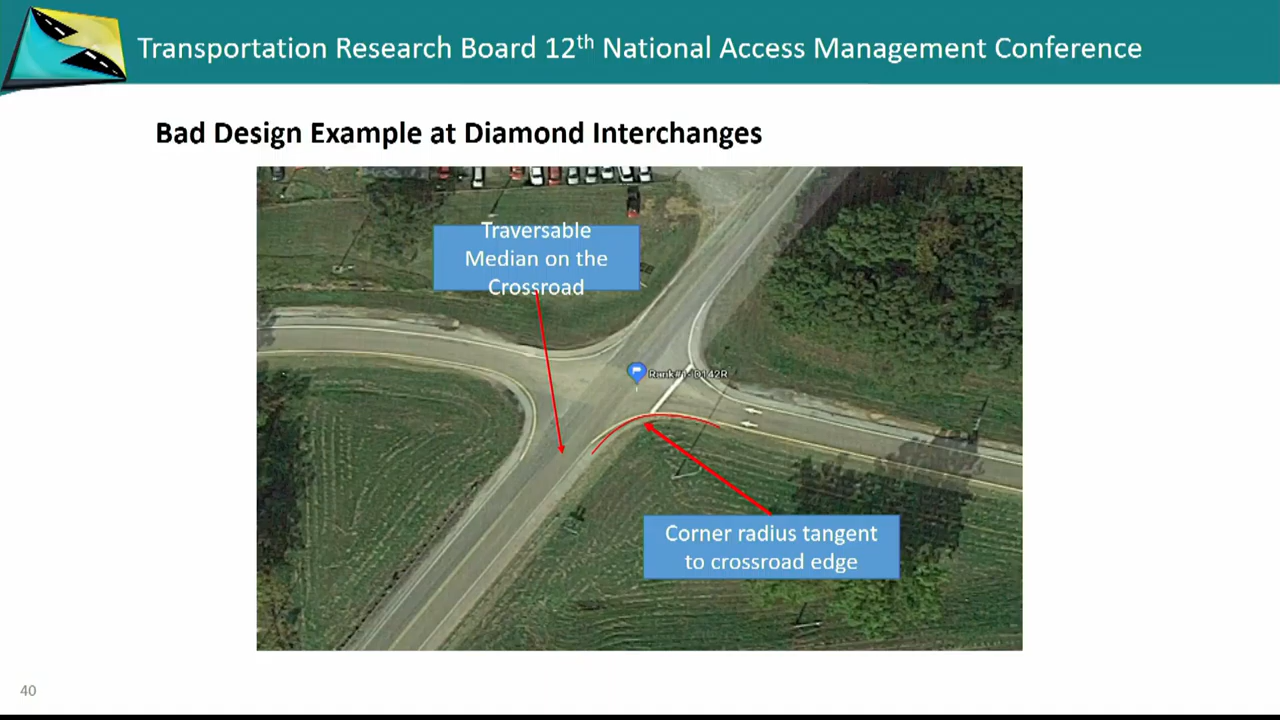 Transportation Research Board 12th National Access Management Conference
Bad Design Example at Diamond Interchanges
Traversable
Median on the
Crossroad
Corner radius tangent
to crossroad edge
40